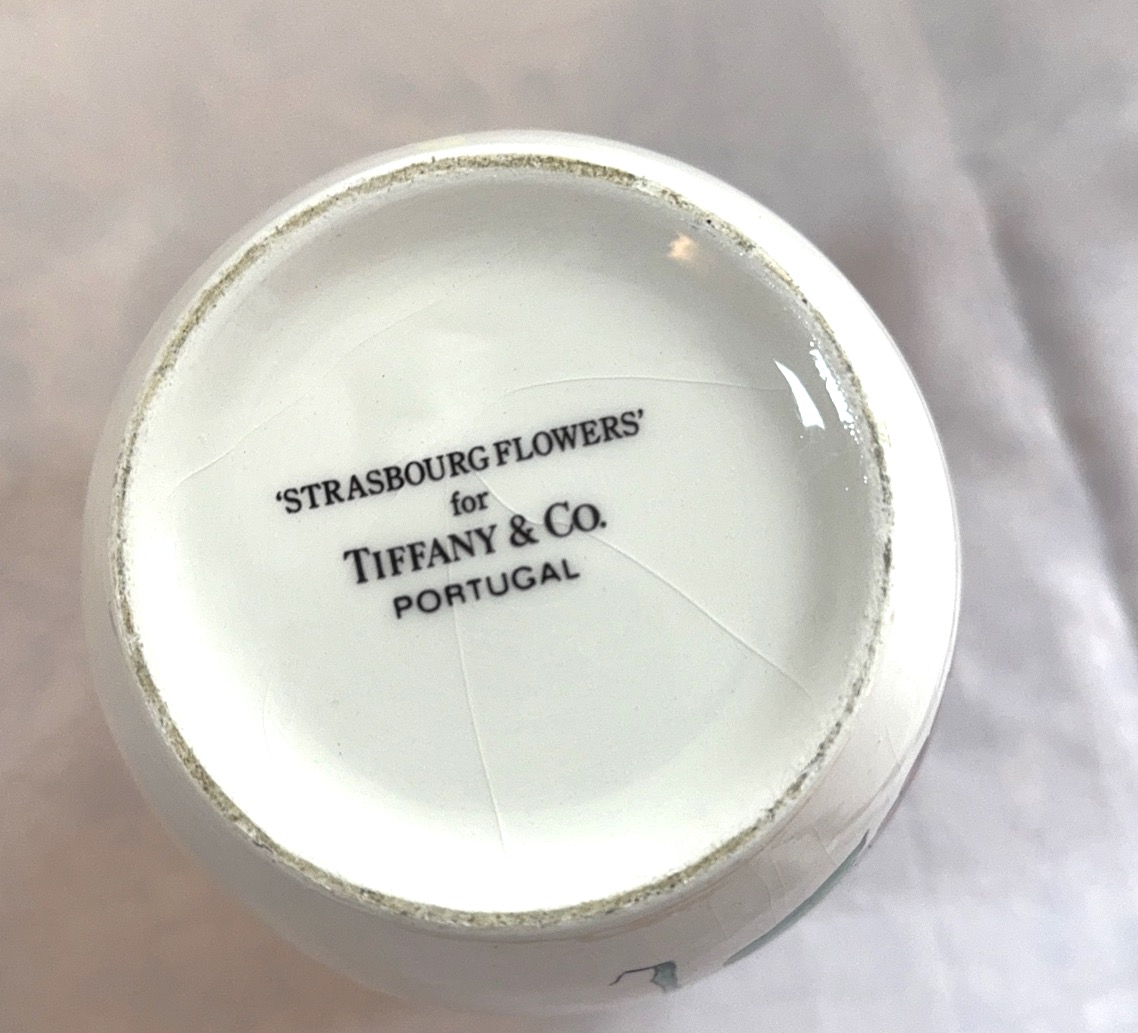 ‘STRASBOURG FLOWERS’
for
TIFFANY & CO.
PORTUGAL